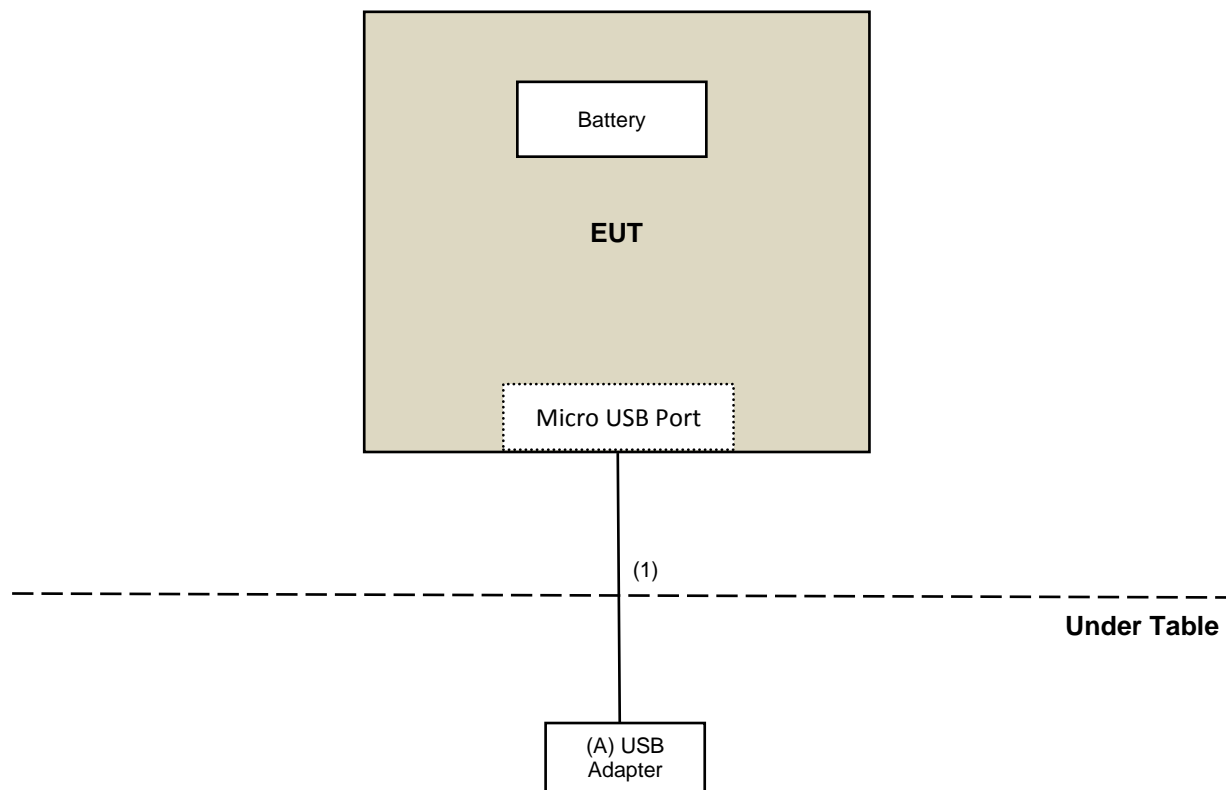 Battery
EUT
Micro USB Port
(1)
Under Table
(A) USB
Adapter